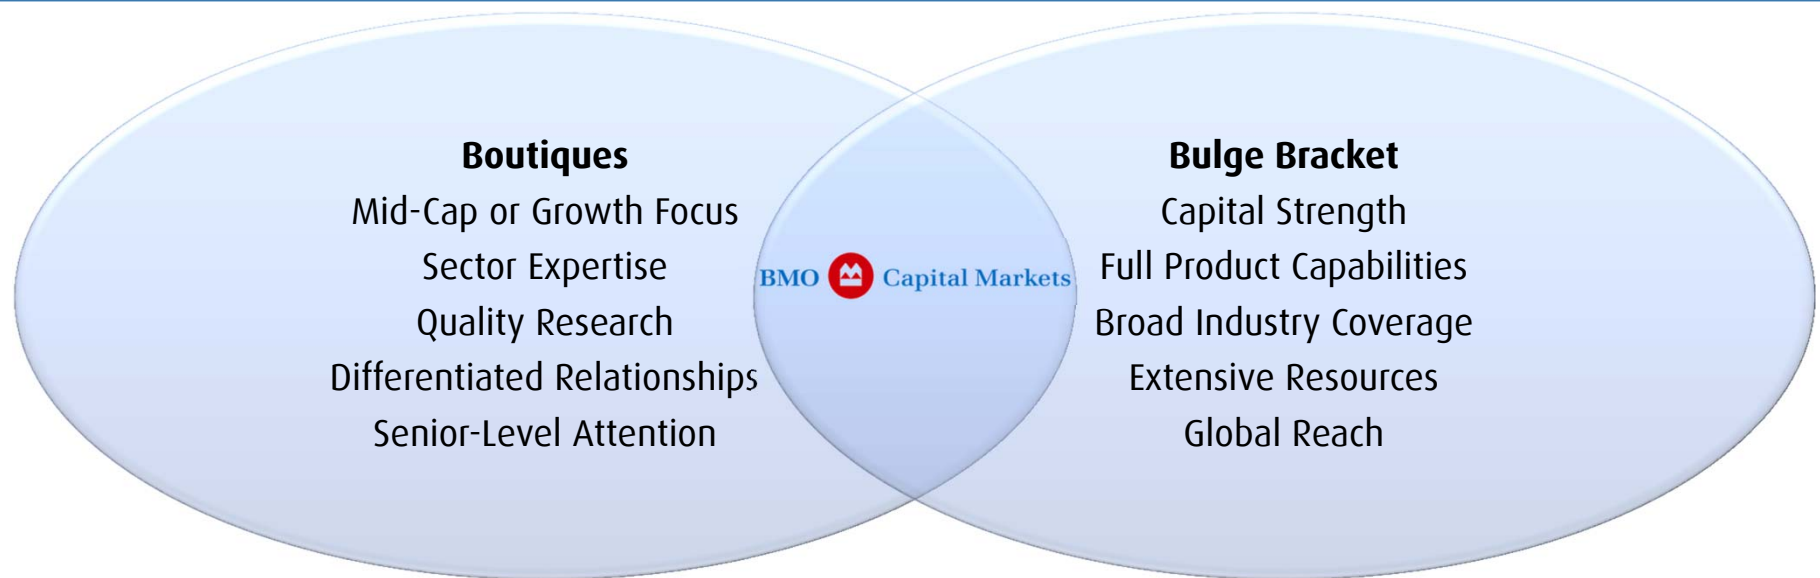 Boutiques
Mid-Cap or Growth Focus
Sector Expertise
Quality Research
Differentiated Relationships
Senior-Level Attention
BMO Capital Markets
Bulge Bracket
Capital Strength
Full Product Capabilities
Broad Industry Coverage
Extensive Resources
Global Reach